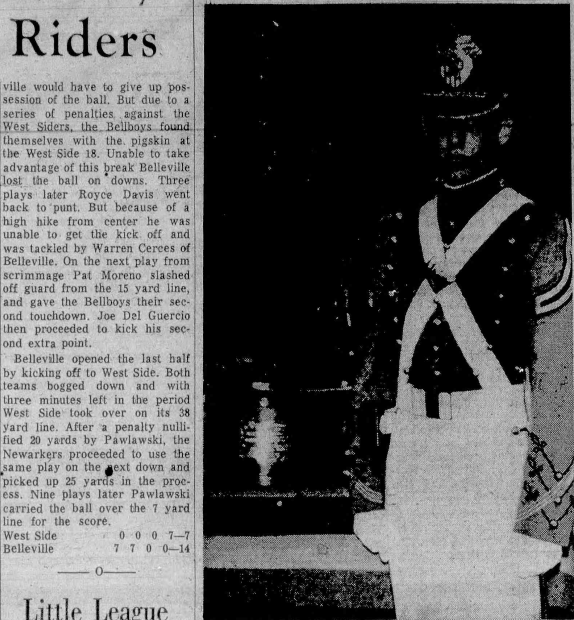 Riders
ville would have to give up pos-
session of the ball. But due to a
series of penalties against the
West Siders, the Bellboys found
themselves with the pigskin at
the West Side 18. Unable to take
advantage of this break Belleville
lost the ball on downs. Three
plays later Royce Davis went
back to punt. But because of a
high hike from center he was
unable to get the kick off and
was tackled by Warren Cerces of
Belleville. On the next play from
scrimmage Pat Moreno slashed
off guard from the 15 yard line,
and gave the Bellboys their sec-
ond touchdown. Joe Del Guercio
then proceeded to kick his sec-
ond extra point.
Belleville opened the last half
by kicking off to West Side. Both
teams bogged down and with
three minutes left in the period
West Side took over on its 38
yard line. After a penalty nulli-
fied 20 yards by Pawlawski, the
Newarkers proceeded to use the
same play on the next down and
picked up 25 yards in the proc-
ess. Nine plays later Pawlawski
carried the ball over the 7 yard
line for the score.
West Side 0 0 0 7—7
Belleville 7 7 0 0—14
Little League